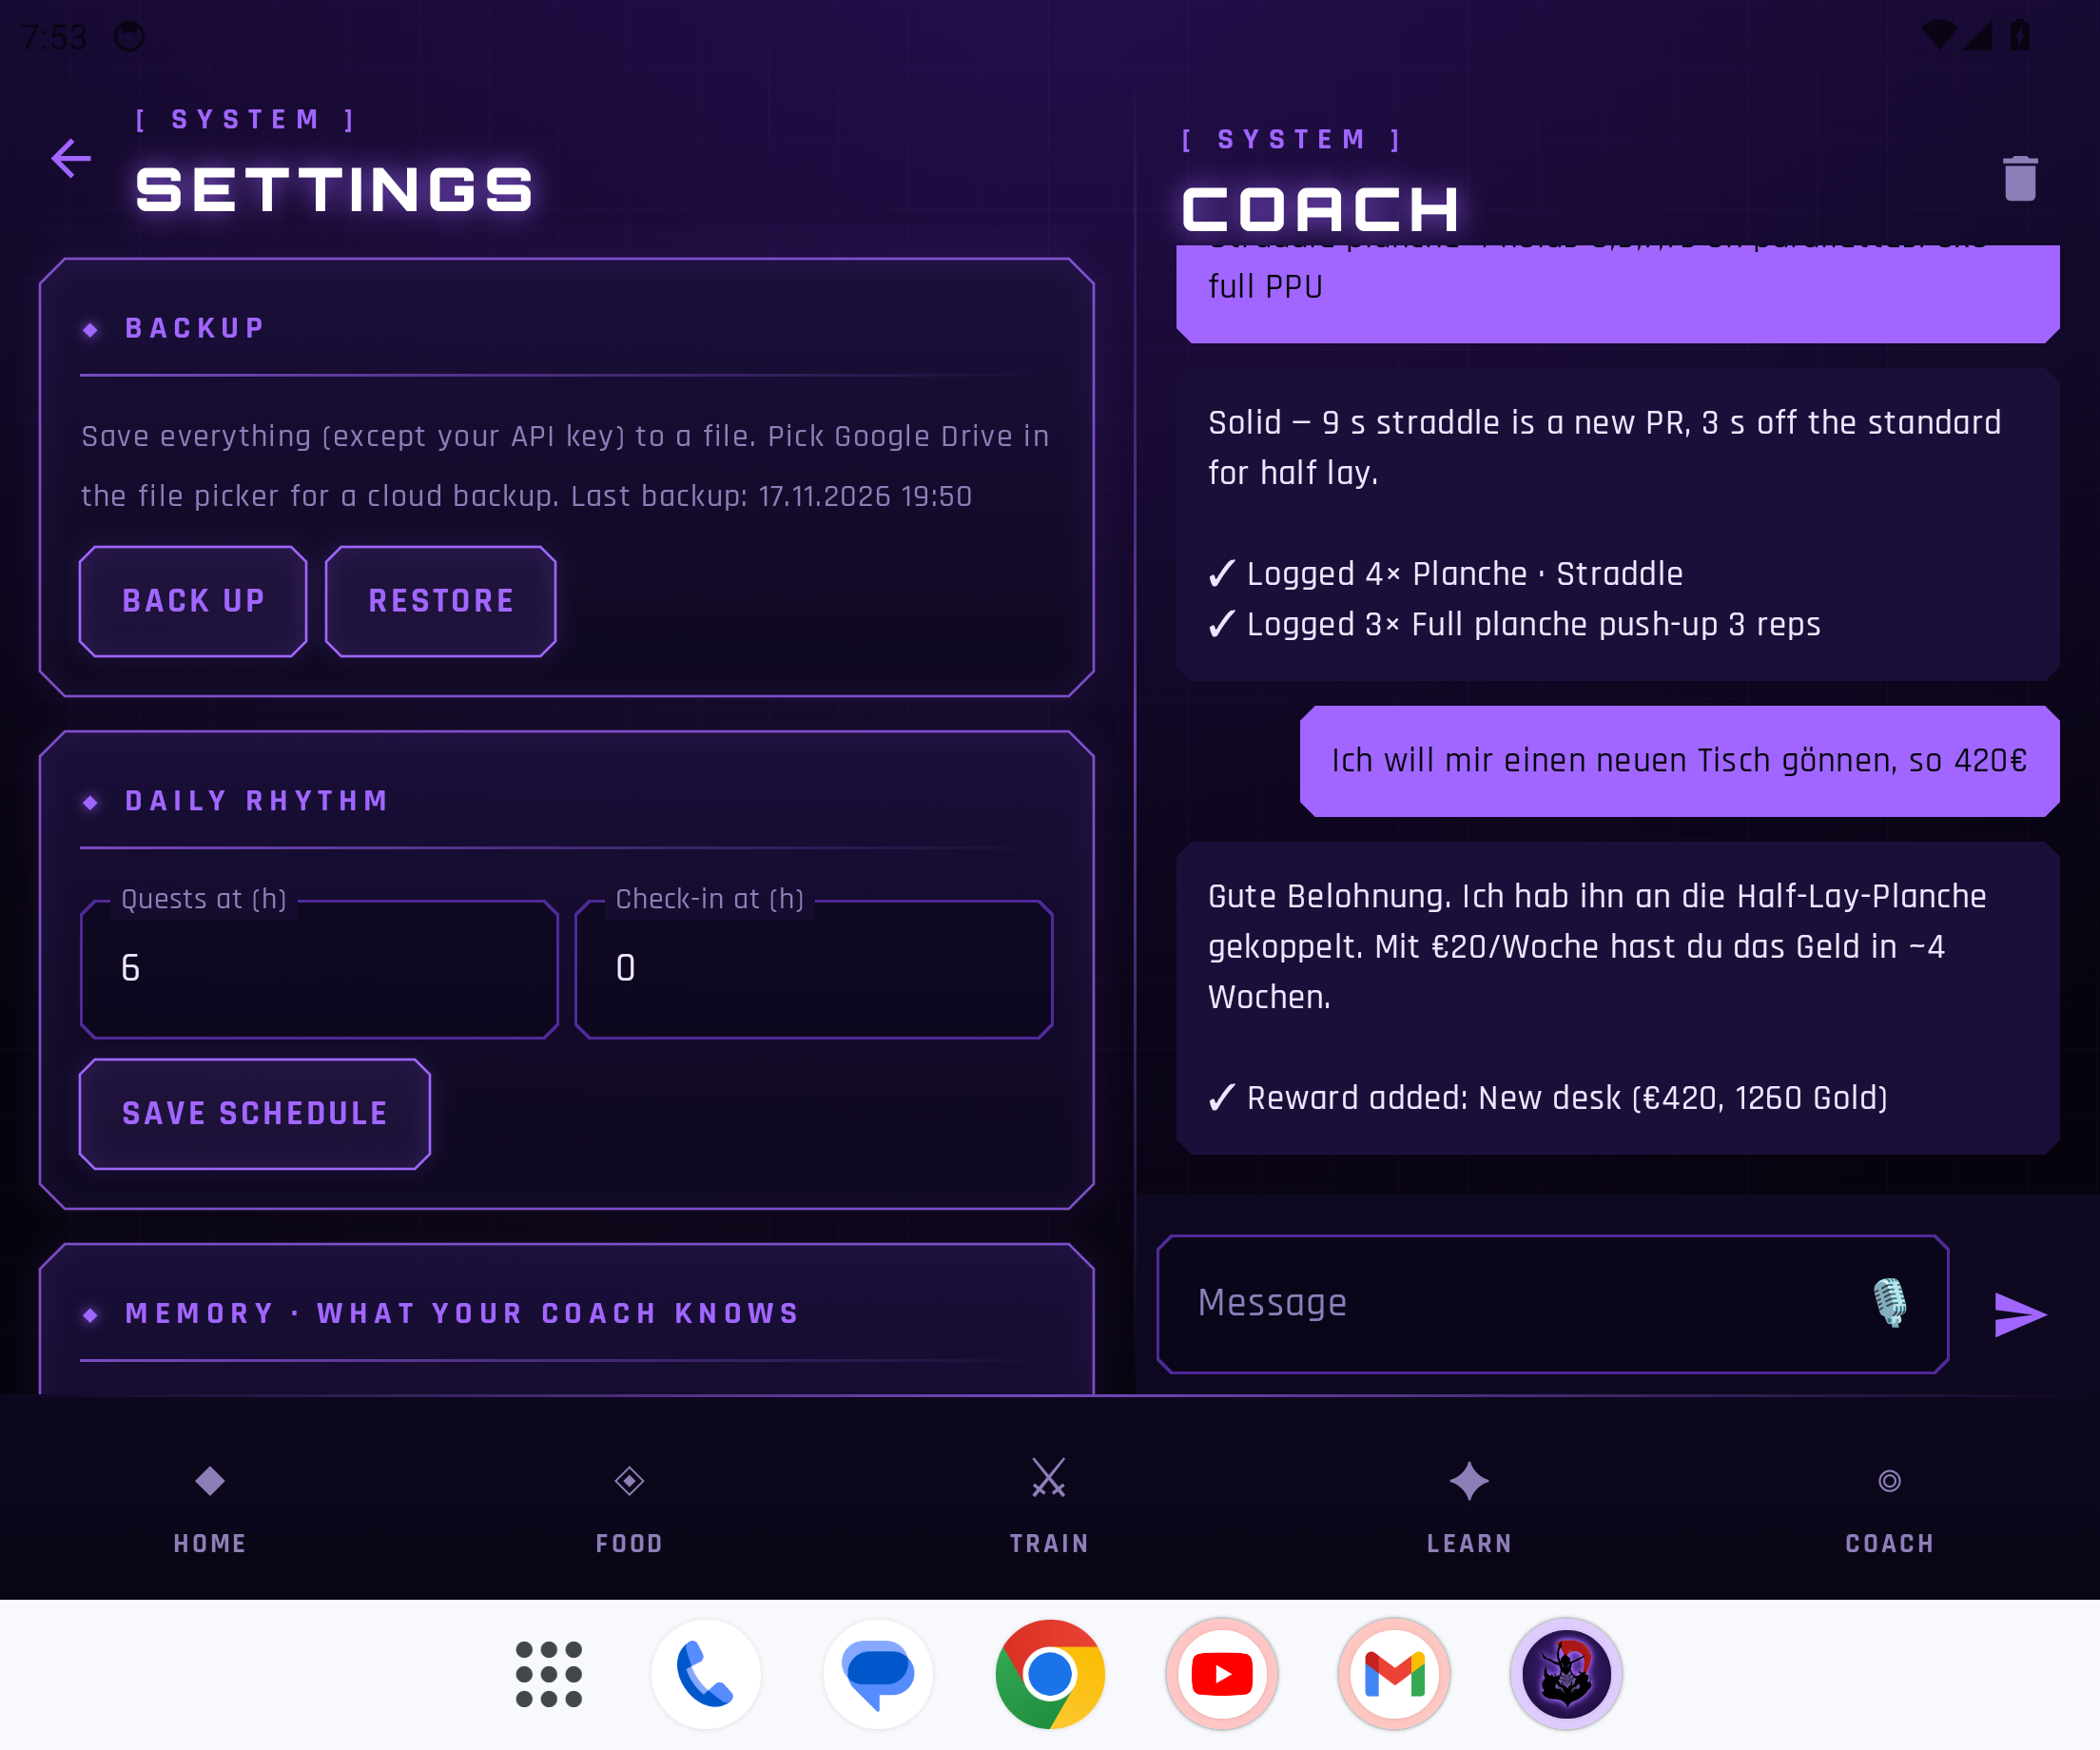 7:53
[ SYSTEM ]
SETTINGS
BACKUP
Save everything (except your API key) to a file. Pick Google Drive in
the file picker for a cloud backup. Last backup: 17.11.2026 19:50
BACK UP
RESTORE
DAILY RHYTHM
Quests at (h)
Check-in at (h)
6
0
SAVE SCHEDULE
MEMORY · WHAT YOUR COACH KNOWS
[ SYSTEM ]
COACH
full PPU
Solid – 9 s straddle is a new PR, 3 s off the standard
for half lay.
✓ Logged 4× Planche · Straddle
✓ Logged 3× Full planche push-up 3 reps
Ich will mir einen neuen Tisch gönnen, so 420€
Gute Belohnung. Ich hab ihn an die Half-Lay-Planche
gekoppelt. Mit €20/Woche hast du das Geld in ~4
Wochen.
✓ Reward added: New desk (€420, 1260 Gold)
Message
HOME
FOOD
TRAIN
LEARN
COACH